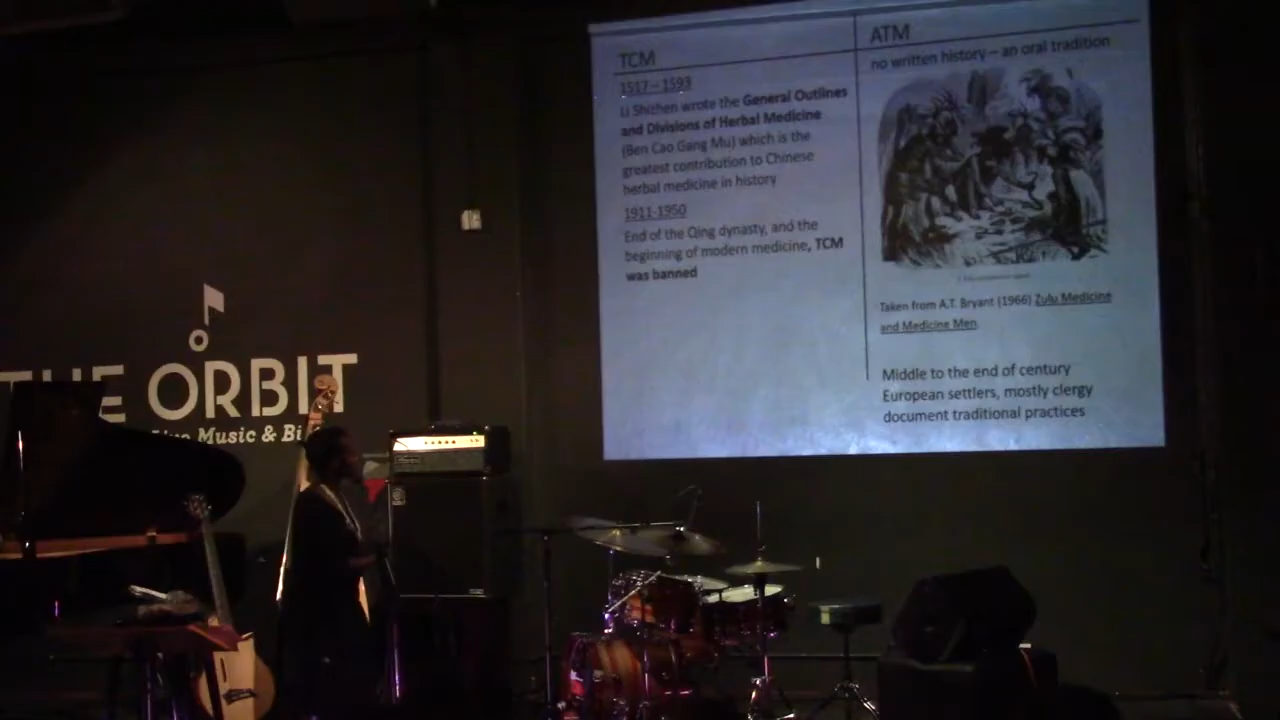 TCM
1517 – 1593
Li Shizhen wrote the General Outlines
and Divisions of Herbal Medicine
(Ben Cao Gang Mu) which is the
greatest contribution to Chinese
herbal medicine in history
1911-1950
End of the Qing dynasty, and the
beginning of modern medicine, TCM
was banned
ATM
no written history – an oral tradition
Taken from A.T. Bryant (1966) Zulu Medicine
and Medicine Men
Middle to the end of century
European settlers, mostly clergy
document traditional practices
THE ORBIT
Live Music &